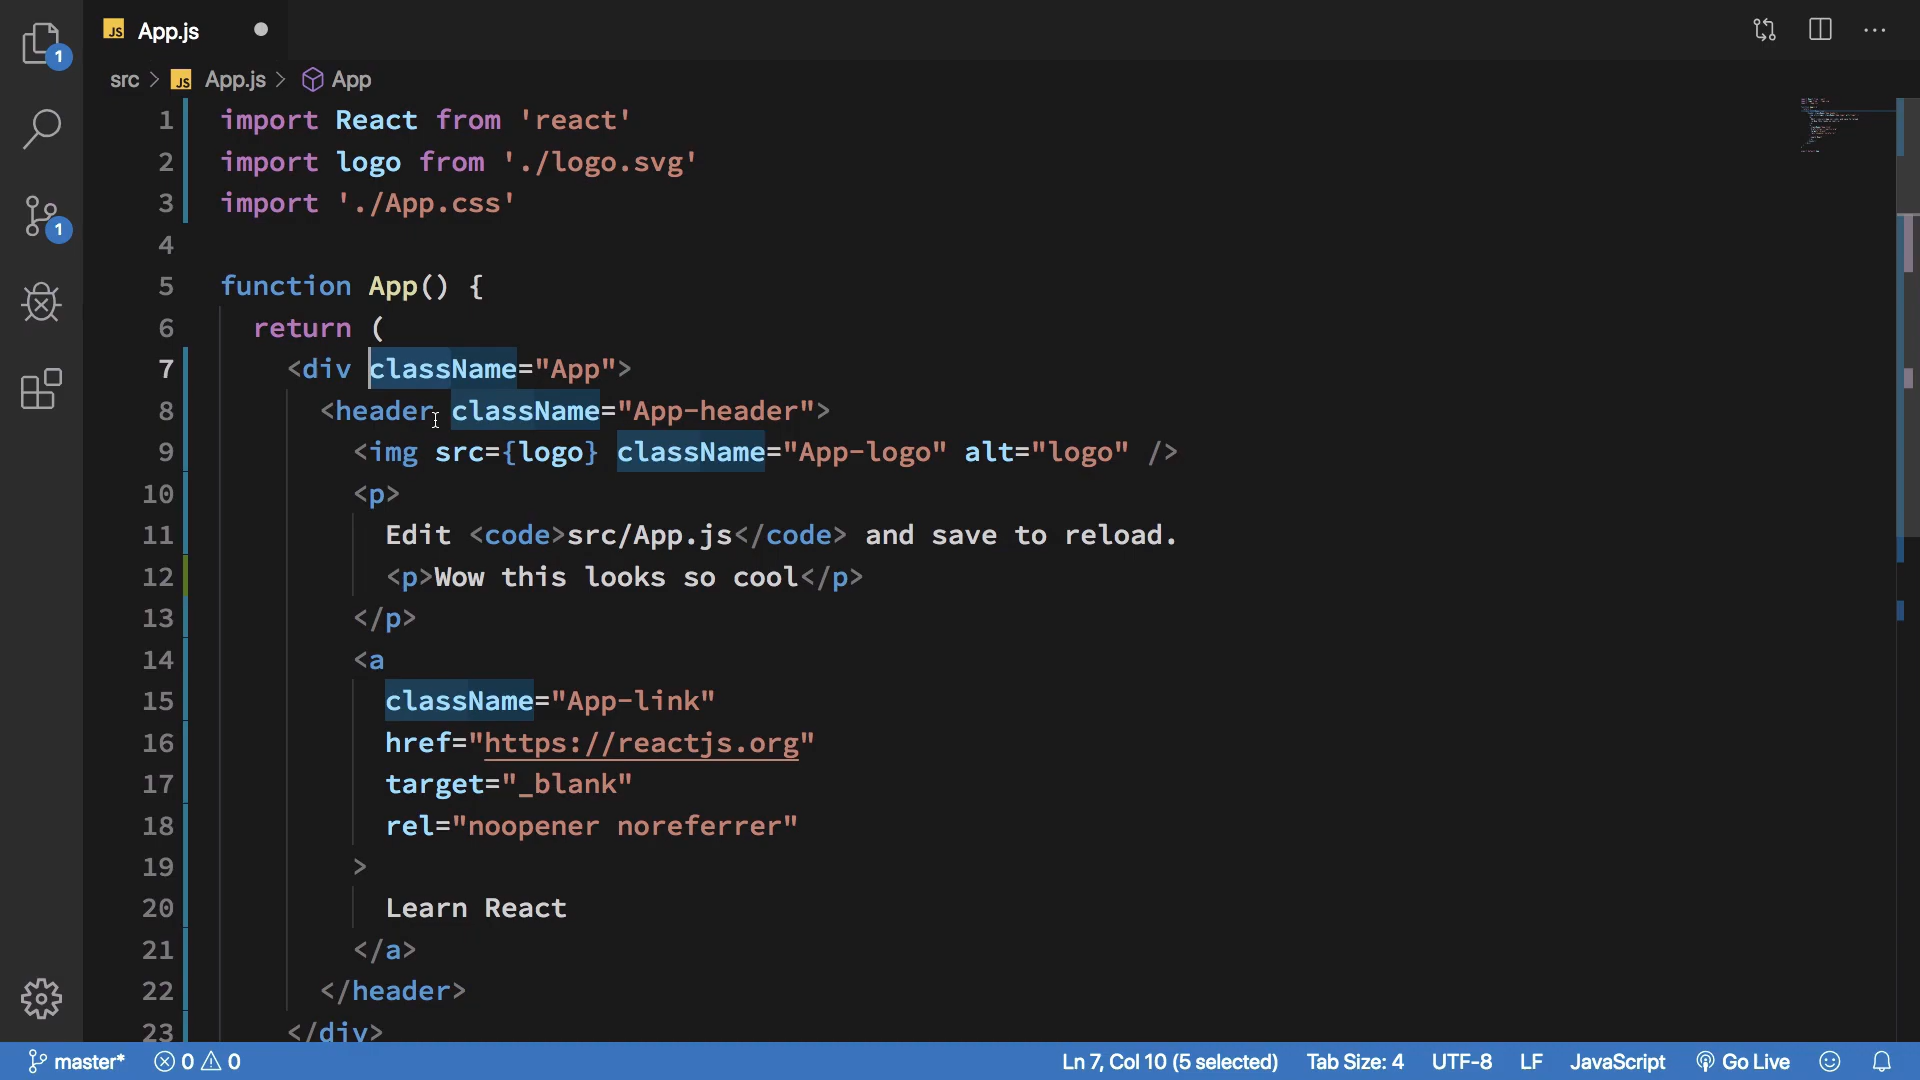 JS App.js
src > JS App.js > App
1 import React from 'react'
2 import logo from './logo.svg'
3 import './App.css'
4
5 function App() {
6 return (
7 <div className="App">
8 <header className="App-header">
9 <img src={logo} className="App-logo" alt="logo" />
10 <p>
11 Edit <code>src/App.js</code> and save to reload.
12 <p>Wow this looks so cool</p>
13 </p>
14 <a
15 className="App-link"
16 href="https://reactjs.org"
17 target="_blank"
18 rel="noopener noreferrer"
19 >
20 Learn React
21 </a>
22 </header>
23 </div>
1
1
master* 0 0 Ln 7, Col 10 (5 selected) Tab Size: 4 UTF-8 LF JavaScript Go Live